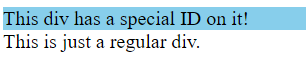 This div has a special ID on it!
This is just a regular div.